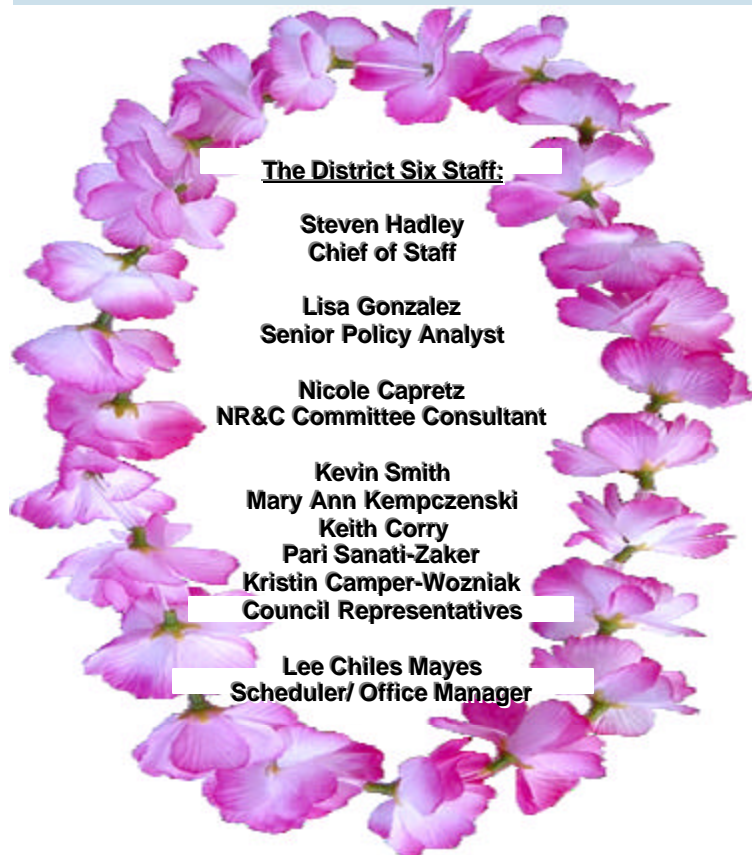 The District Six Staff:
Steven Hadley
Chief of Staff
Lisa Gonzalez
Senior Policy Analyst
Nicole Capretz
NR&C Committee Consultant
Kevin Smith
Mary Ann Kempczenski
Keith Corry
Pari Sanati-Zaker
Kristin Camper-Wozniak
Council Representatives
Lee Chiles Mayes
Scheduler/ Office Manager